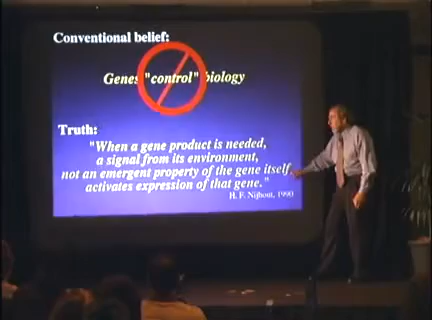 Conventional belief:
Genes "control" biology
Truth:
"When a gene product is needed,
a signal from its environment,
not an emergent property of the gene itself,
activates expression of that gene."
H. F. Nijhout, 1990